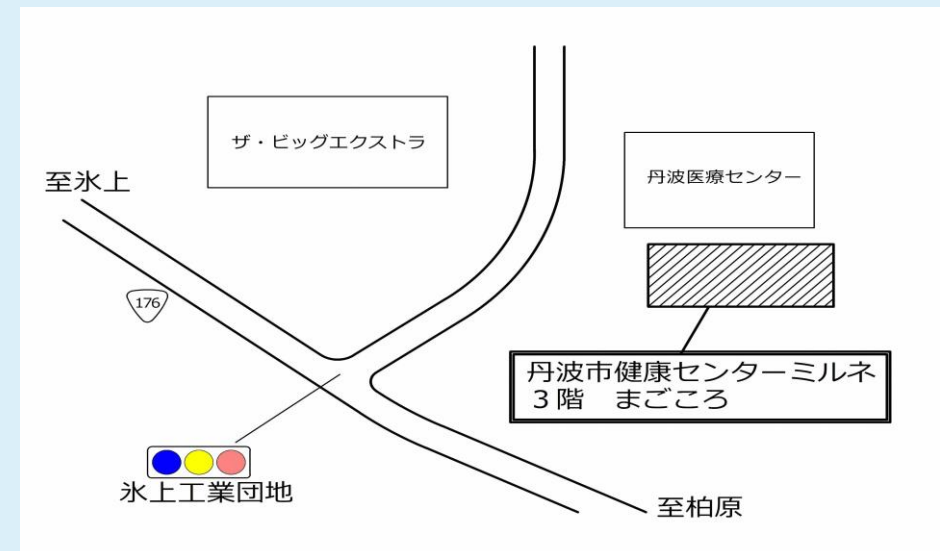 ザ・ビッグエクストラ
丹波医療センター
至氷上
176
丹波市健康センターミルネ
３階　まごころ
氷上工業団地
至柏原